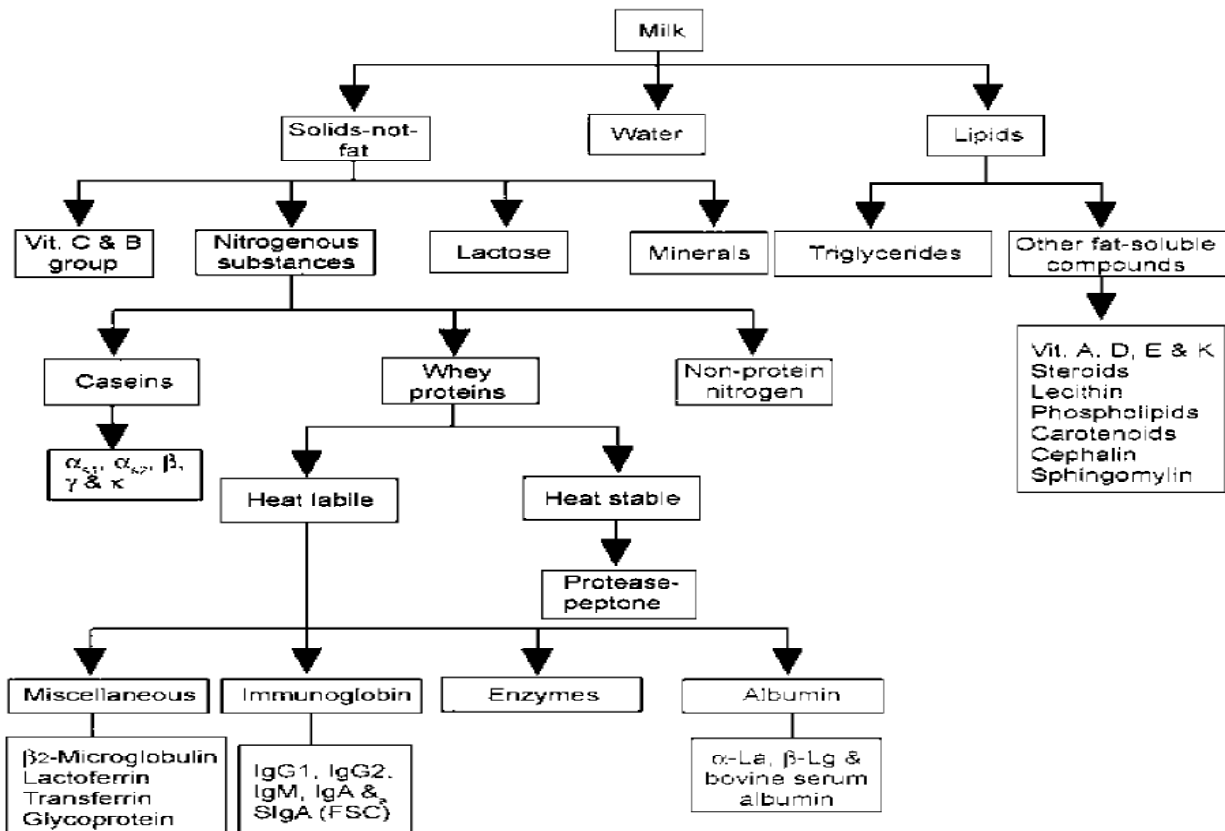 Milk
Solids-not-
fat
Water
Lipids
Vit. C & B
group
Nitrogenous
substances
Lactose
Minerals
Triglycerides
Other fat-soluble
compounds
Caseins
Whey
proteins
Non-protein
nitrogen
Vit. A, D, E & K
Steroids
Lecithin
Phospholipids
Carotenoids
Cephalin
Sphingomylin
αs1, αs2, β,
γ & κ
Heat labile
Heat stable
Protease-
peptone
Miscellaneous
Immunoglobin
Enzymes
Albumin
β2-Microglobulin
Lactoferrin
Transferrin
Glycoprotein
IgG1, IgG2,
IgM, IgA &
SIgA (FSC)
α-La, β-Lg &
bovine serum
albumin